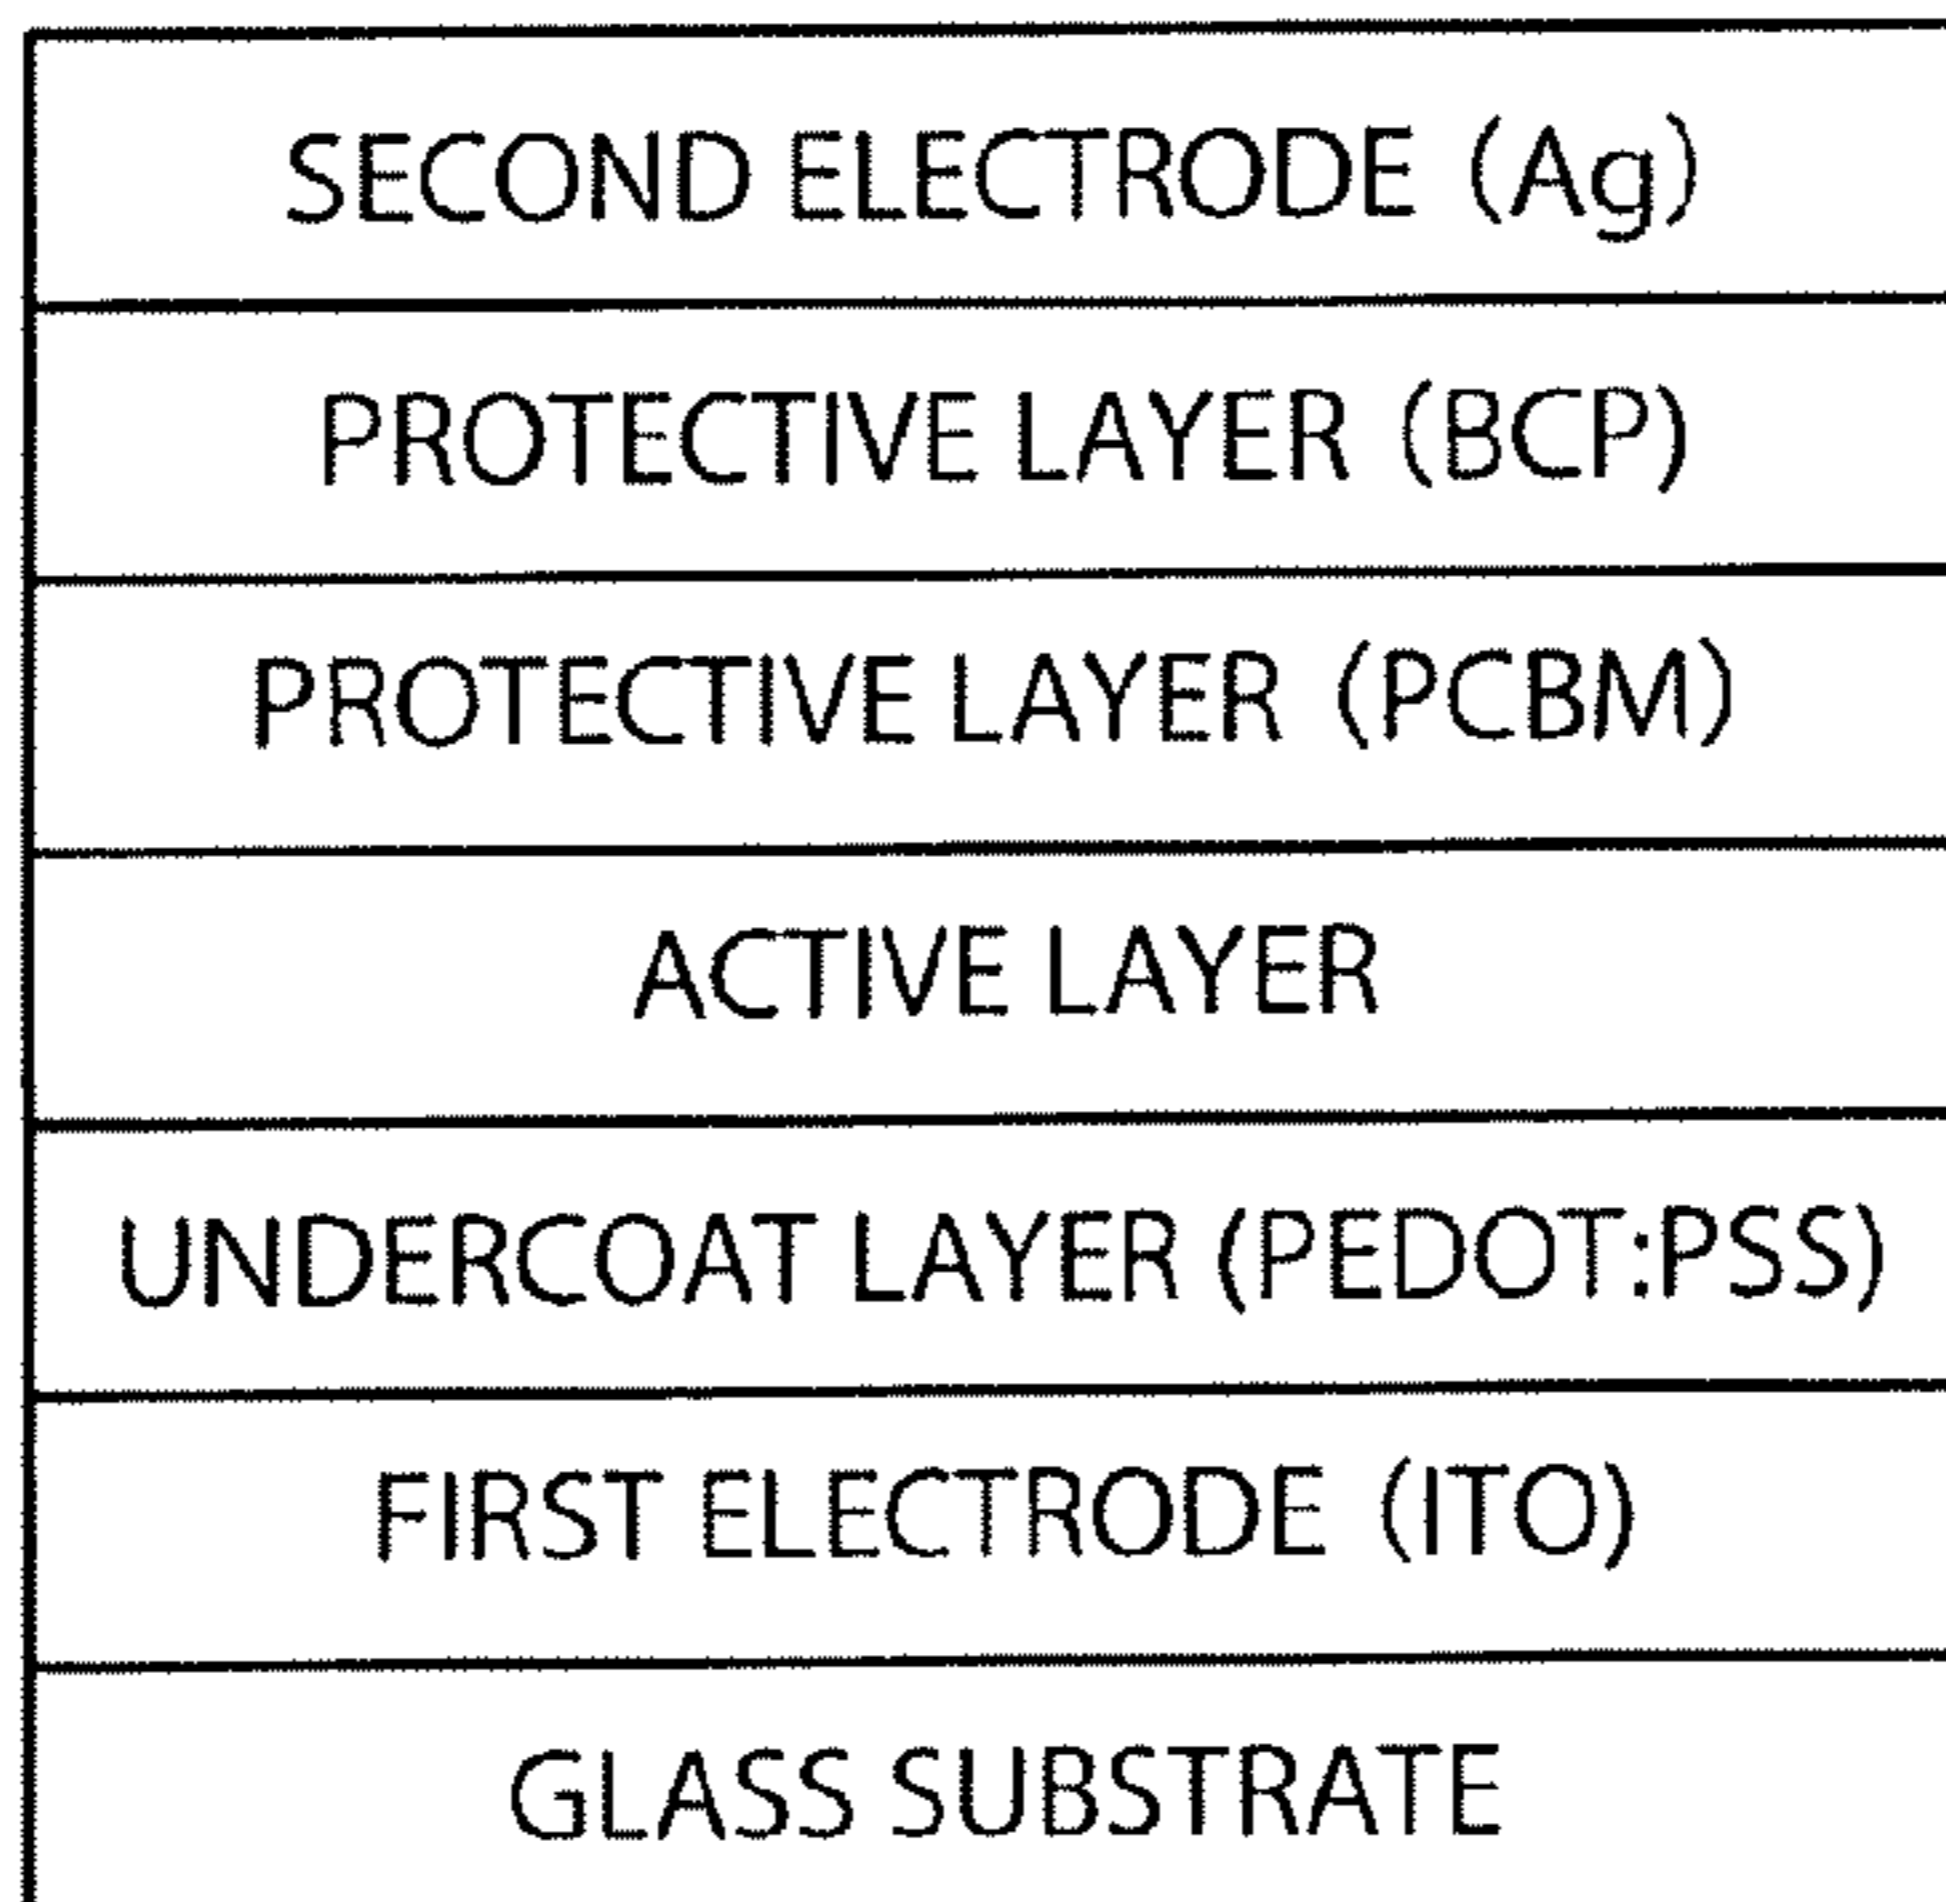 SECOND ELECTRODE (Ag)
PROTECTIVE LAYER (BCP)
PROTECTIVE LAYER (PCBM)
ACTIVE LAYER
UNDERCOAT LAYER (PEDOT:PSS)
FIRST ELECTRODE (ITO)
GLASS SUBSTRATE